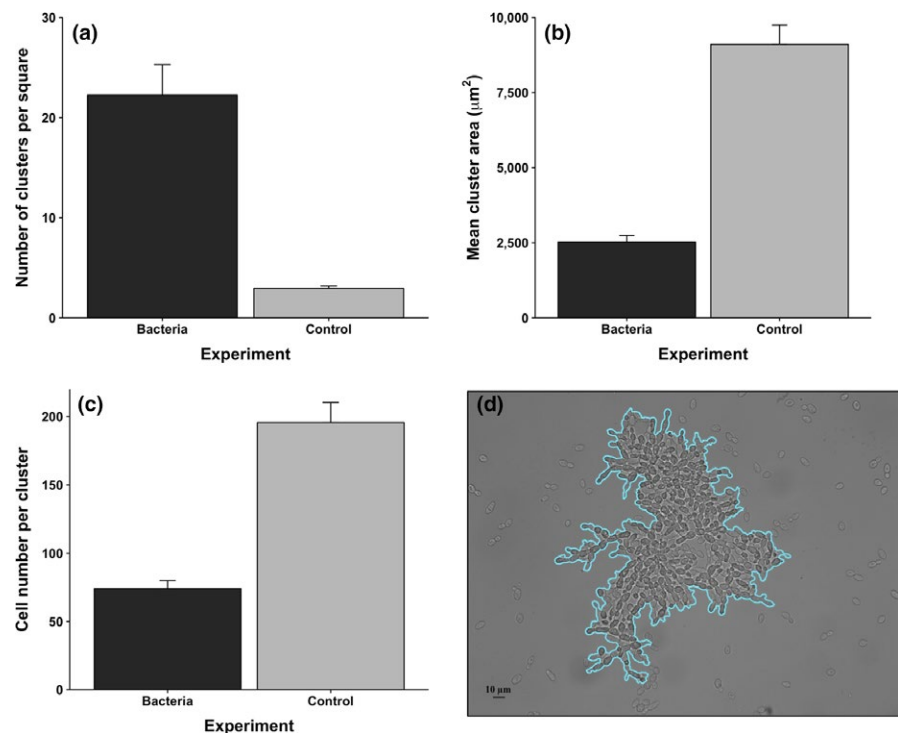 (a)
Number of clusters per square
30
20
10
0
Bacteria Control
Experiment
(b)
Mean cluster area (µm²)
10,000
7,500
5,000
2,500
0
Bacteria Control
Experiment
(c)
Cell number per cluster
200
150
100
50
0
Bacteria Control
Experiment
(d)
10 µm